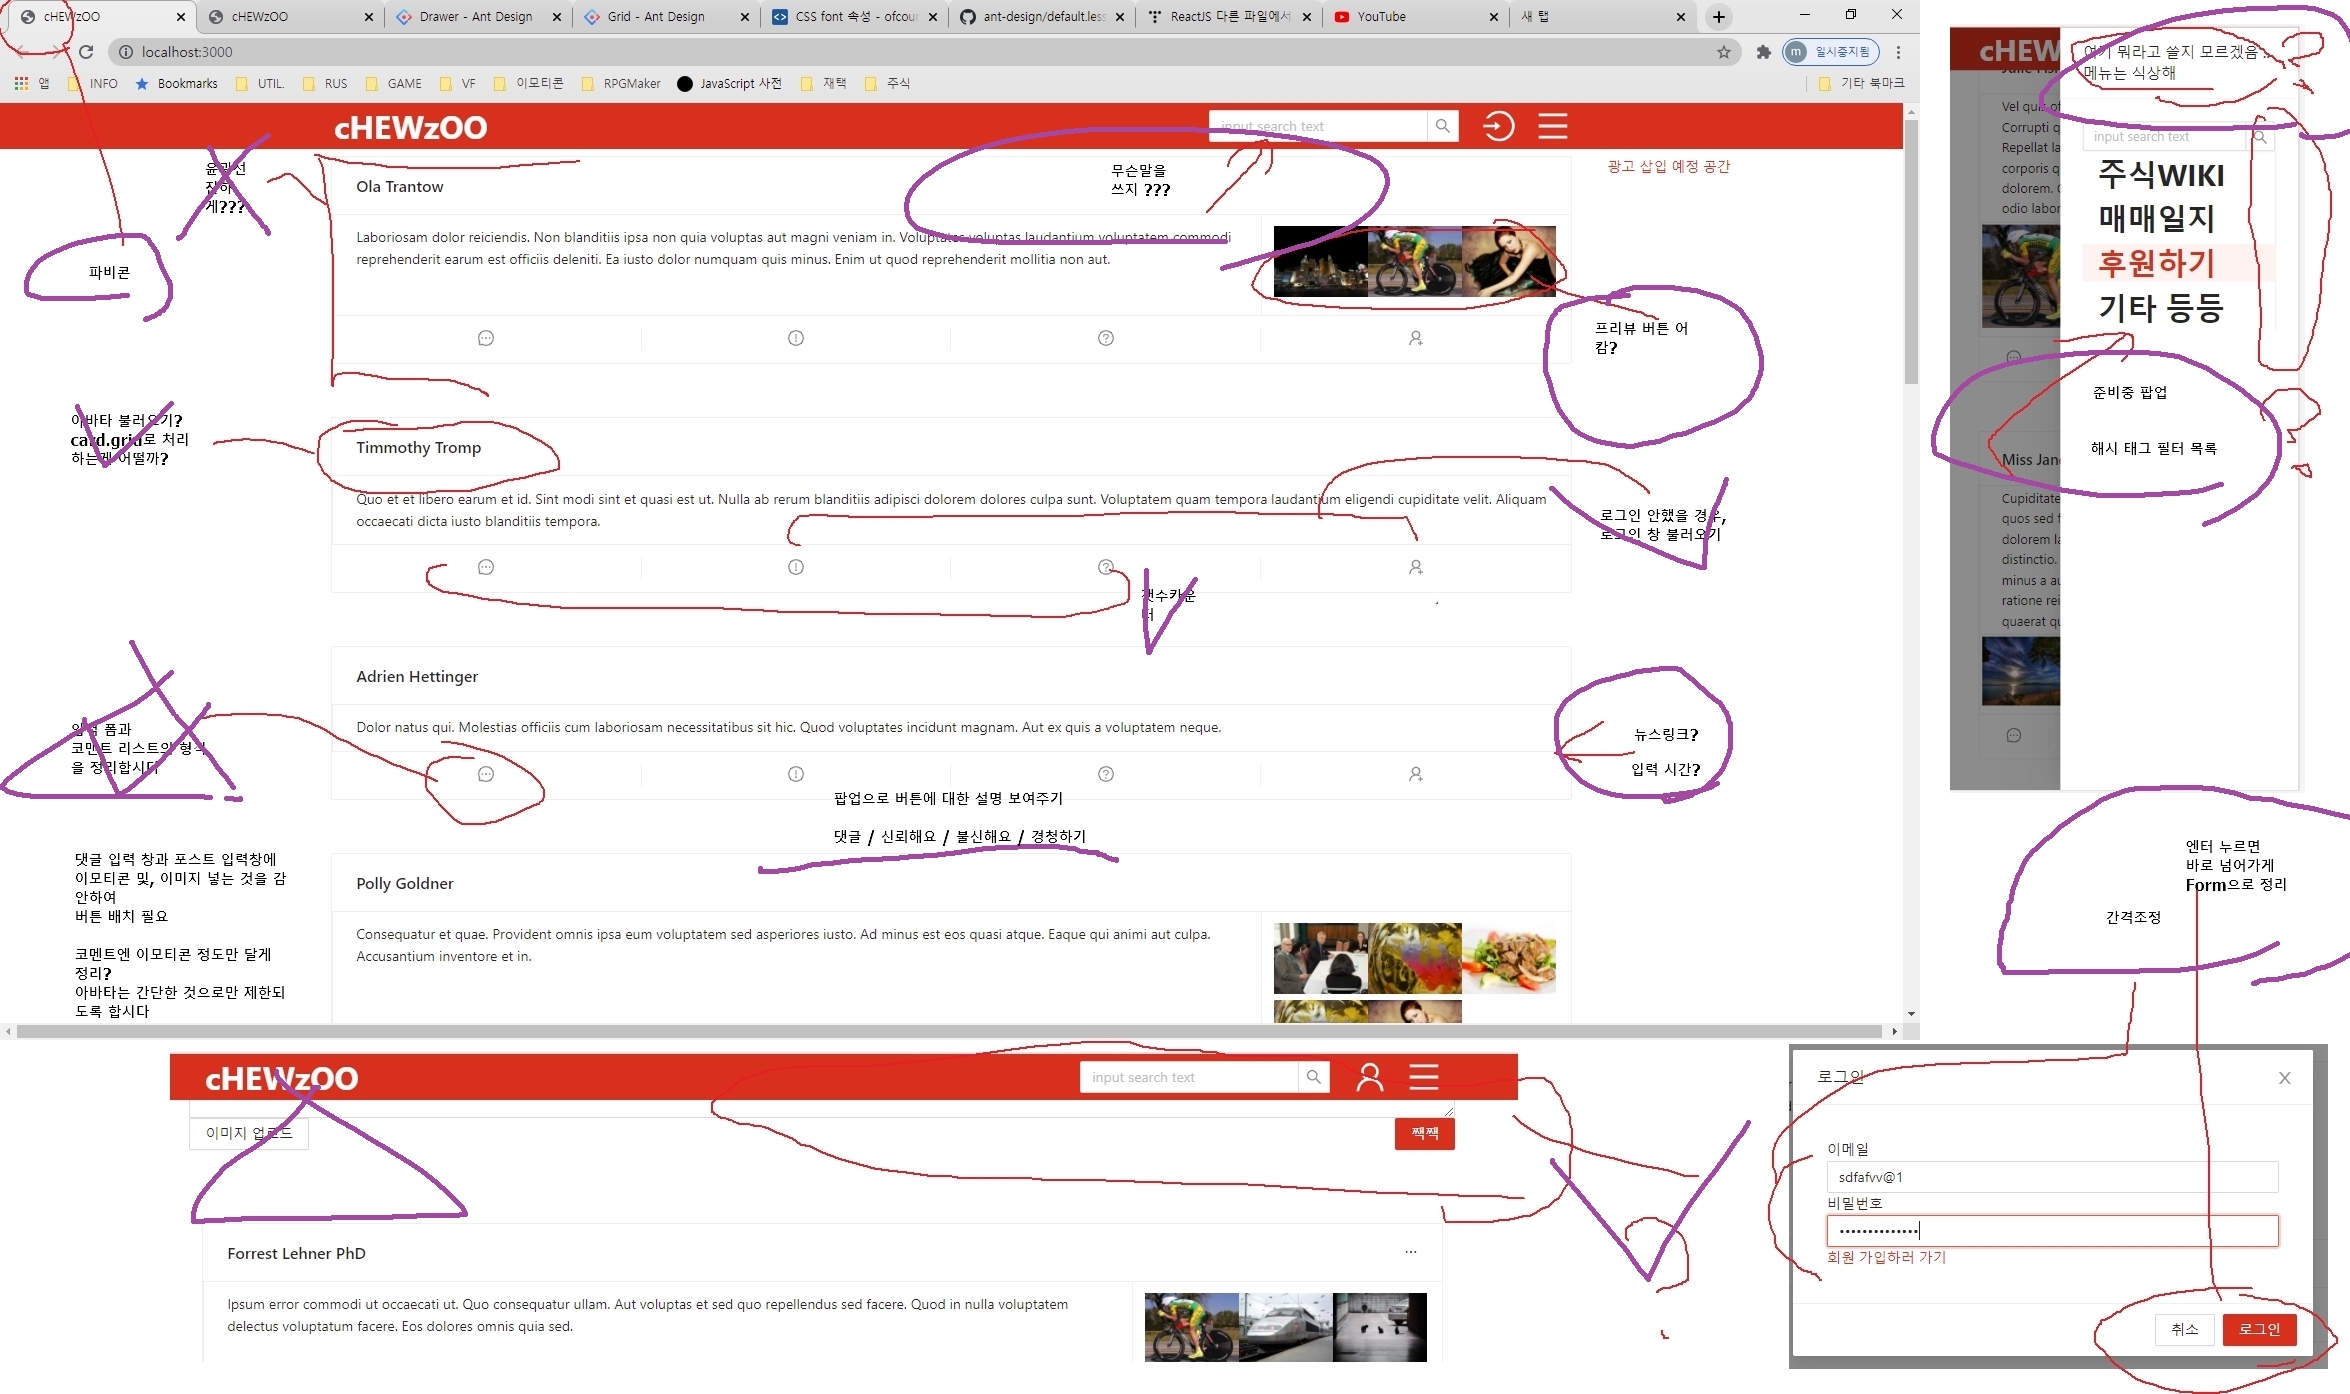 cHEWzOO
cHEWzOO
Drawer - Ant Design
Grid - Ant Design
CSS font 속성 - ofcour
ant-design/default.less
ReactJS 다른 파일에서
YouTube
새 탭
localhost:3000
m
일시중지됨
앱
INFO
Bookmarks
UTIL.
RUS
GAME
VF
이모티콘
RPGMaker
JavaScript 사전
재택
주식
기타 북마크
cHEWzOO
input search text
광고 삽입 예정 공간
게???
파비콘
무슨말을
쓰지 ???
Ola Trantow
Laboriosam dolor reiciendis. Non blanditiis ipsa non quia voluptas aut magni veniam in. Voluptates voluptas laudantium voluptatem commodi
reprehenderit earum est officiis deleniti. Ea iusto dolor numquam quis minus. Enim ut quod reprehenderit mollitia non aut.
프리뷰 버튼 어
캄?
아바타 불러오기?
card.grid로 처리
하는게 어떨까?
Timmothy Tromp
Quo et et libero earum et id. Sint modi sint et quasi est ut. Nulla ab rerum blanditiis adipisci dolorem dolores culpa sunt. Voluptatem quam tempora laudantium eligendi cupiditate velit. Aliquam
occaecati dicta iusto blanditiis tempora.
로그인 안했을 경우,
로그인 창 불러오기
갯수카운
터
Adrien Hettinger
Dolor natus qui. Molestias officiis cum laboriosam necessitatibus sit hic. Quod voluptates incidunt magnam. Aut ex quis a voluptatem neque.
입력 폼과
코멘트 리스트의 형식
을 정리합시다
뉴스링크?
입력 시간?
팝업으로 버튼에 대한 설명 보여주기
댓글 / 신뢰해요 / 불신해요 / 경청하기
댓글 입력 창과 포스트 입력창에
이모티콘 및, 이미지 넣는 것을 감
안하여
버튼 배치 필요
코멘트엔 이모티콘 정도만 달게
정리?
아바타는 간단한 것으로만 제한되
도록 합시다
Polly Goldner
Consequatur et quae. Provident omnis ipsa eum voluptatem sed asperiores iusto. Ad minus est eos quasi atque. Eaque qui animi aut culpa.
Accusantium inventore et in.
cHEW
여기 뭐라고 쓸지 모르겠음 ..
메뉴는 식상해
input search text
주식WIKI
매매일지
후원하기
기타 등등
준비중 팝업
해시 태그 필터 목록
Vel quis of
Corrupti q
Repellat la
corporis q
dolorem. 
odio labor
Miss Jane
Cupiditate
quos sed f
dolorem la
distinctio.
minus a au
ratione rei
quaerat qu
엔터 누르면
바로 넘어가게
Form으로 정리
간격조정
cHEWzOO
input search text
이미지 업로드
짹짹
Forrest Lehner PhD
...
Ipsum error commodi ut occaecati ut. Quo consequatur ullam. Aut voluptas et sed quo repellendus sed facere. Quod in nulla voluptatem
delectus voluptatum facere. Eos dolores omnis quia sed.
로그인
X
이메일
sdfafvv@1
비밀번호
회원 가입하러 가기
취소
로그인